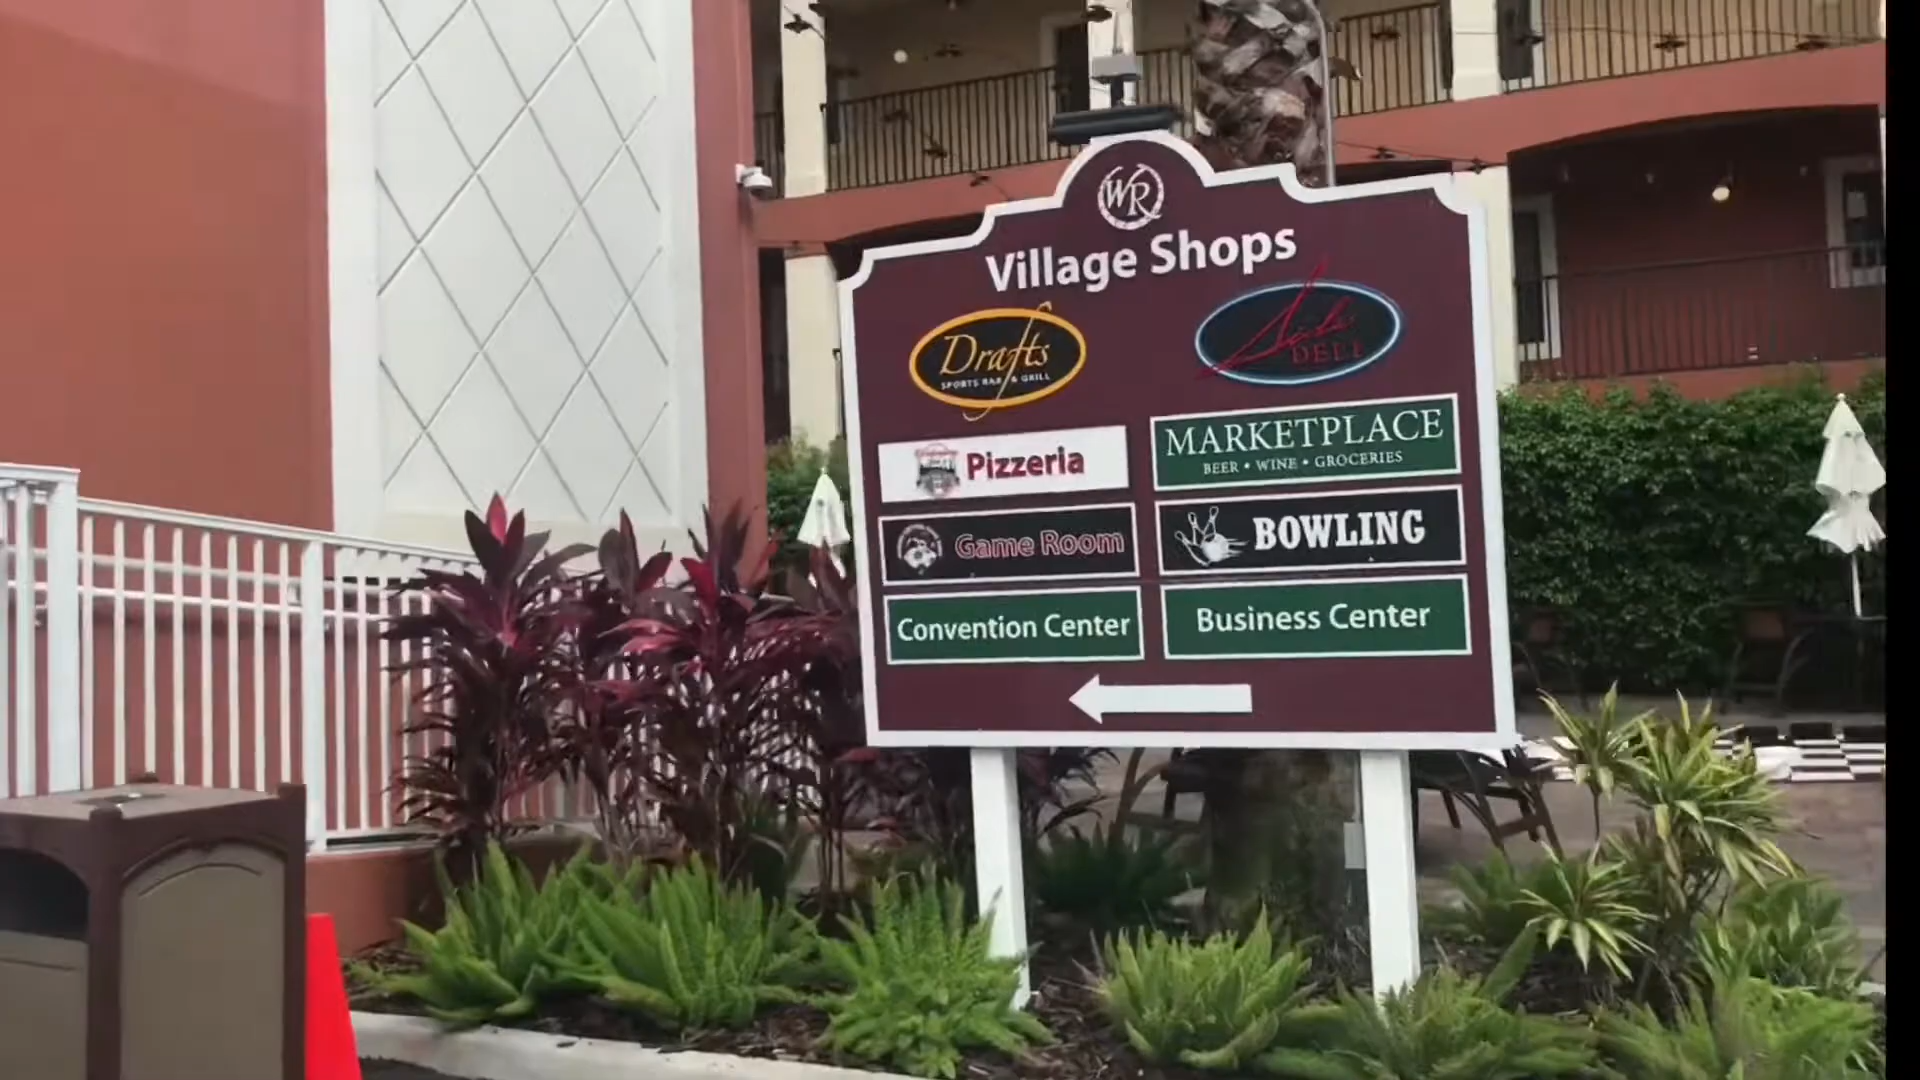 WR
Village Shops
Drafts
SPORTS BAR & GRILL
DELI
Pizzeria
MARKETPLACE
BEER • WINE • GROCERIES
Game Room
BOWLING
Convention Center
Business Center